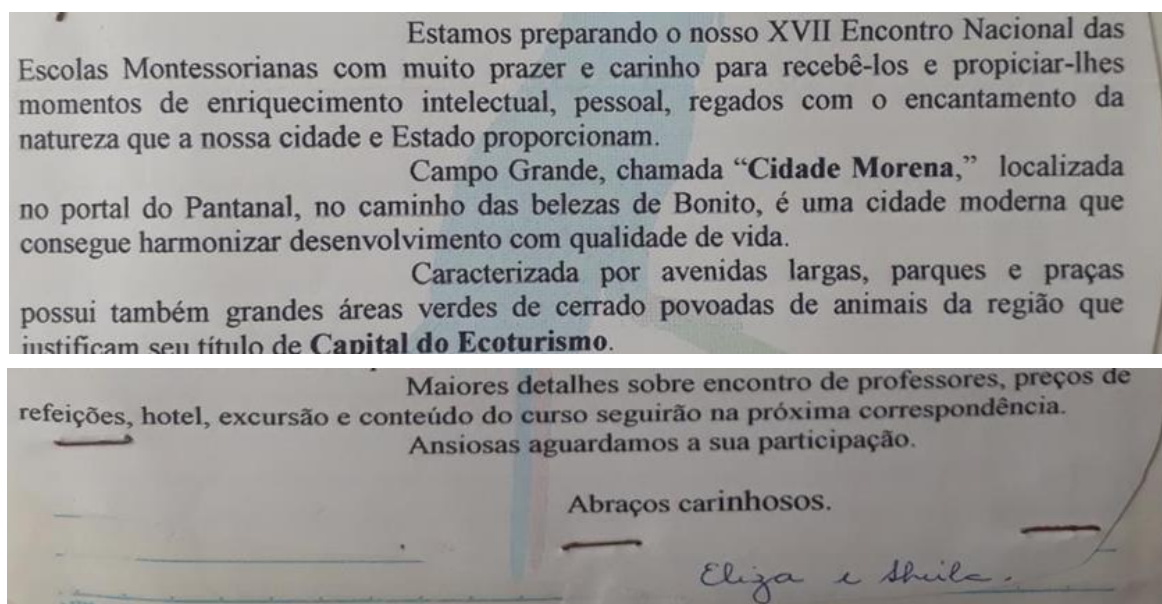 Estamos preparando o nosso XVII Encontro Nacional das
Escolas Montessorianas com muito prazer e carinho para recebê-los e propiciar-lhes
momentos de enriquecimento intelectual, pessoal, regados com o encantamento da
natureza que a nossa cidade e Estado proporcionam.
Campo Grande, chamada “Cidade Morena,” localizada
no portal do Pantanal, no caminho das belezas de Bonito, é uma cidade moderna que
consegue harmonizar desenvolvimento com qualidade de vida.
Caracterizada por avenidas largas, parques e praças
possui também grandes áreas verdes de cerrado povoadas de animais da região que
justificam seu título de Capital do Ecoturismo.
Maiores detalhes sobre encontro de professores, preços de
refeições, hotel, excursão e conteúdo do curso seguirão na próxima correspondência.
Ansiosas aguardamos a sua participação.
Abraços carinhosos.
Eliza e Sheila.